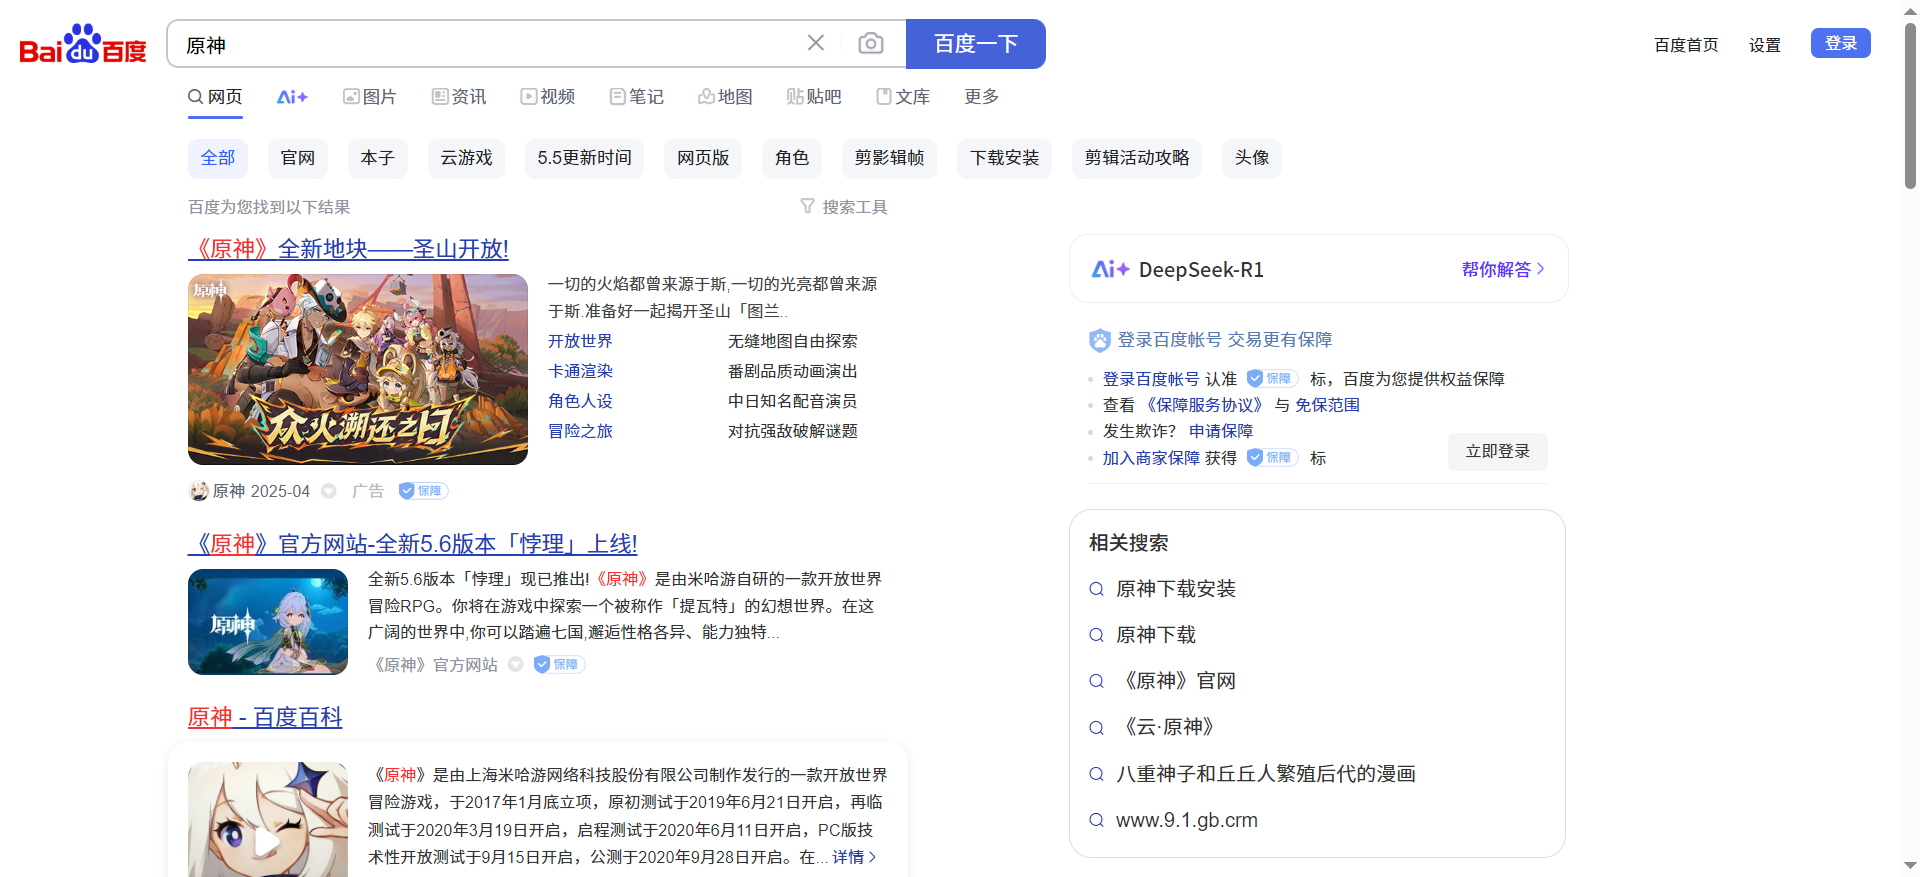 Bai du 百度
原神
百度一下
百度首页 设置 登录
网页 Ai+ 图片 资讯 视频 笔记 地图 贴吧 文库 更多
全部 官网 本子 云游戏 5.5更新时间 网页版 角色 剪影辑帧 下载安装 剪辑活动攻略 头像
百度为您找到以下结果 搜索工具
《原神》全新地块——圣山开放!
原神
众火溯还之日
一切的火焰都曾来源于斯,一切的光亮都曾来源
于斯.准备好一起揭开圣山「图兰..
开放世界 无缝地图自由探索
卡通渲染 番剧品质动画演出
角色人设 中日知名配音演员
冒险之旅 对抗强敌破解谜题
原神 2025-04 广告 保障
《原神》官方网站-全新5.6版本「悖理」上线!
原神
全新5.6版本「悖理」现已推出!《原神》是由米哈游自研的一款开放世界
冒险RPG。你将在游戏中探索一个被称作「提瓦特」的幻想世界。在这
广阔的世界中,你可以踏遍七国,邂逅性格各异、能力独特...
《原神》官方网站 保障
原神 - 百度百科
《原神》是由上海米哈游网络科技股份有限公司制作发行的一款开放世界
冒险游戏，于2017年1月底立项，原初测试于2019年6月21日开启，再临
测试于2020年3月19日开启，启程测试于2020年6月11日开启，PC版技
术性开放测试于9月15日开启，公测于2020年9月28日开启。在... 详情
Ai+ DeepSeek-R1 帮你解答
登录百度帐号 交易更有保障
登录百度帐号 认准 保障 标，百度为您提供权益保障
查看 《保障服务协议》 与 免保范围
发生欺诈？ 申请保障
加入商家保障 获得 保障 标
立即登录
相关搜索
原神下载安装
原神下载
《原神》官网
《云·原神》
八重神子和丘丘人繁殖后代的漫画
www.9.1.gb.crm